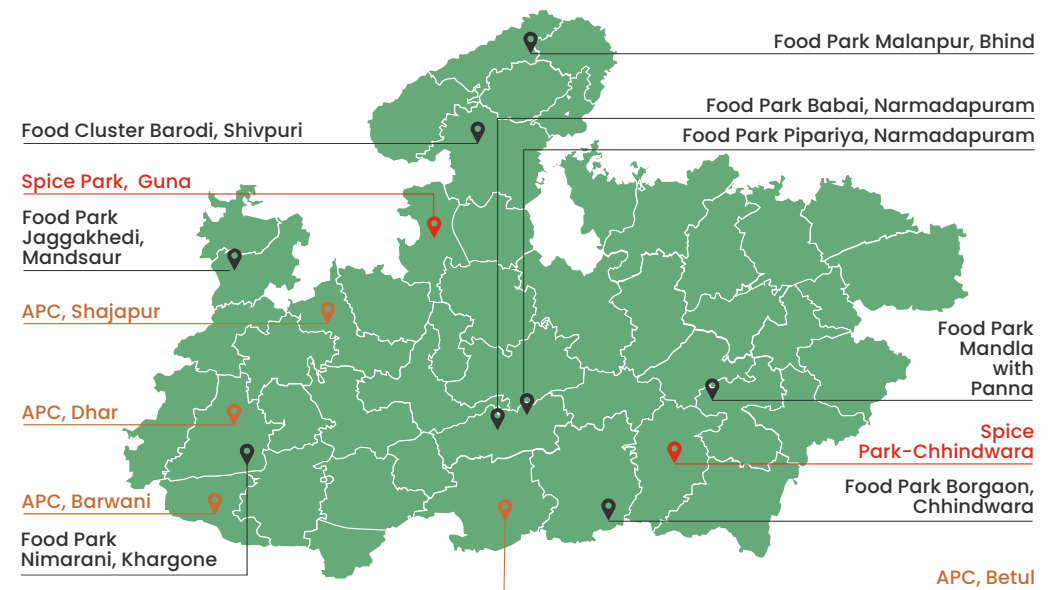 Food Park Malanpur, Bhind
Food Park Babai, Narmadapuram
Food Cluster Barodi, Shivpuri
Food Park Pipariya, Narmadapuram
Spice Park, Guna
Food Park
Jaggakhedi,
Mandsaur
APC, Shajapur
Food Park
Mandla
with
Panna
APC, Dhar
Spice
Park-Chhindwara
APC, Barwani
Food Park Borgaon,
Chhindwara
Food Park
Nimarani, Khargone
APC, Betul